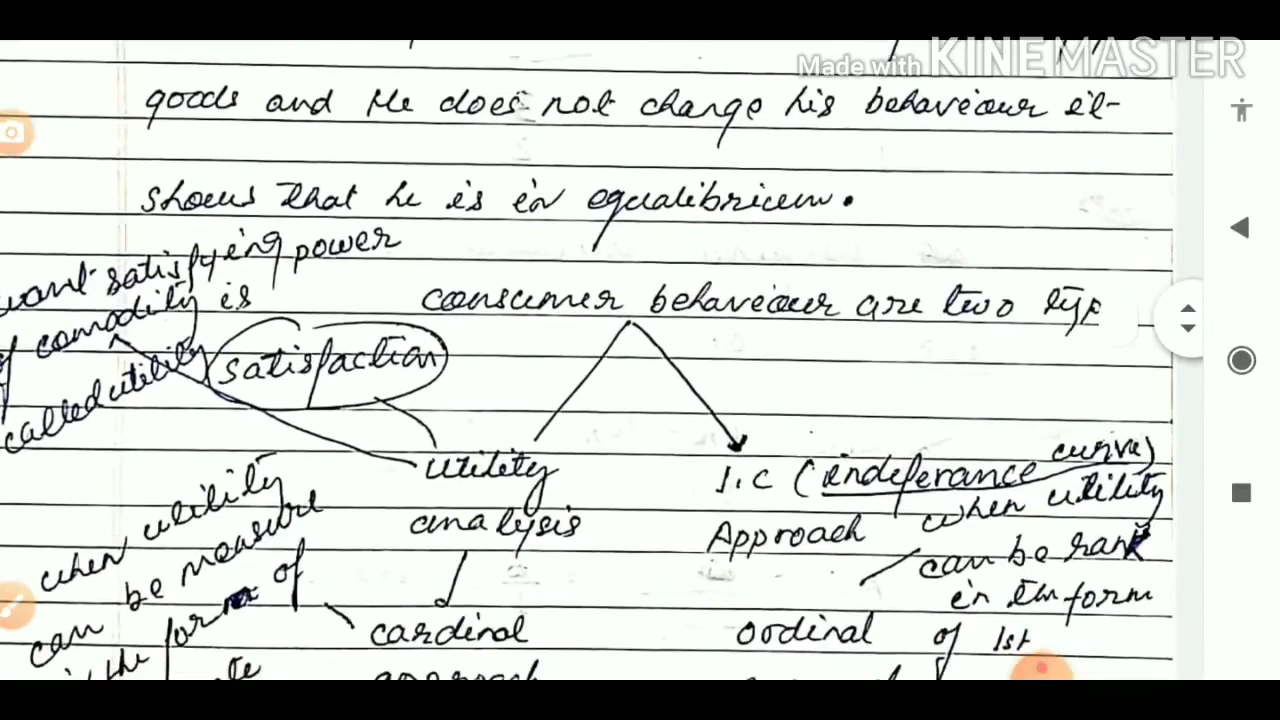 Made with KINEMASTER
goods and He does not change his behaviour it
shows that he is in equalibrium.
want satisfying power
of comodity is
called utility
consumer behaviour are two type
satisfaction
utility
analysis
I.C (indeferance curve)
Approach
when utility
can be measure
in the form of
when utility
can be rank
in the form
of 1st
cardinal
approach
ordinal